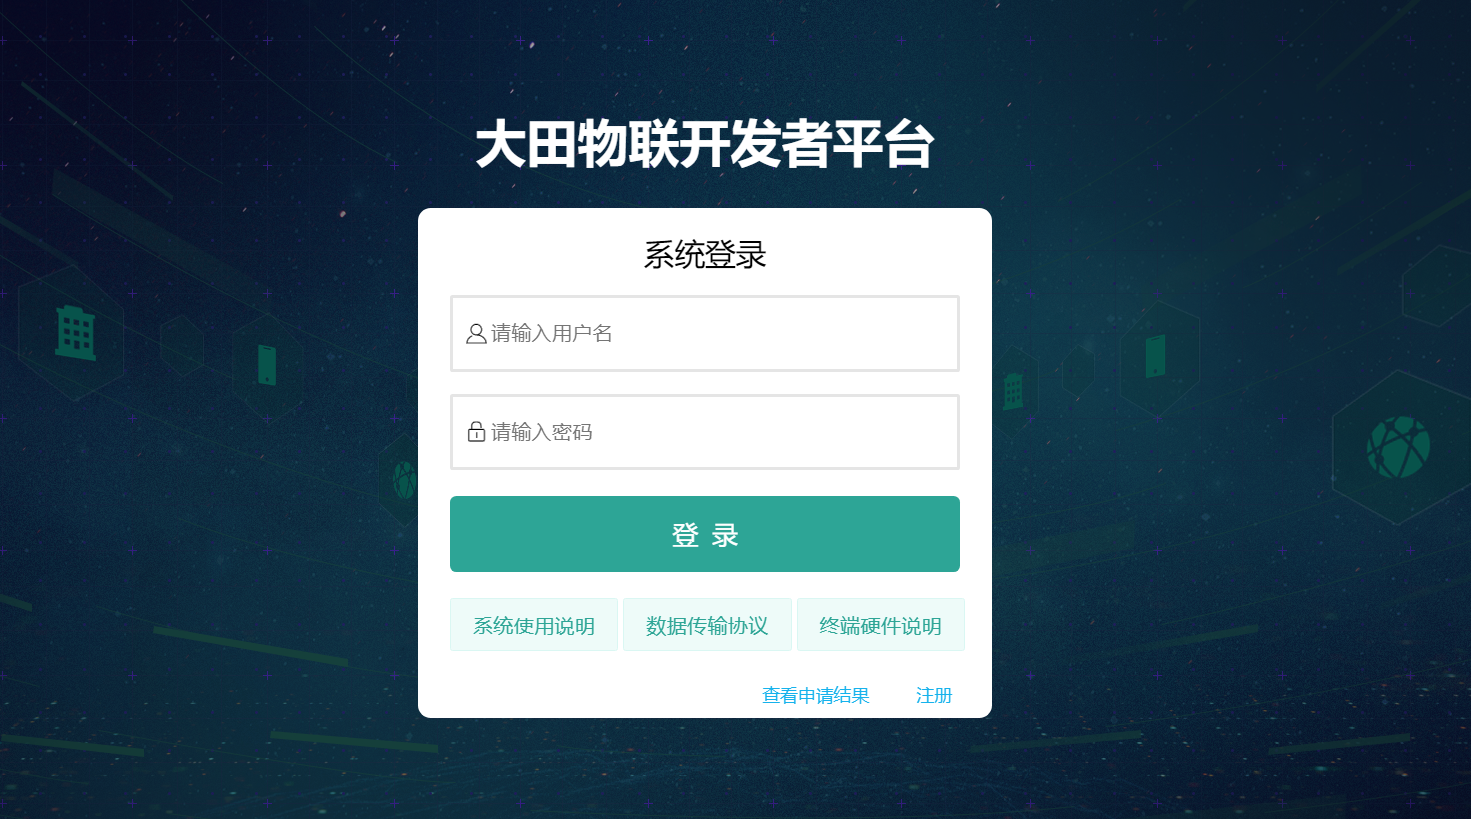 大田物联开发者平台
系统登录
请输入用户名
请输入密码
登 录
系统使用说明 数据传输协议 终端硬件说明
查看申请结果 注册